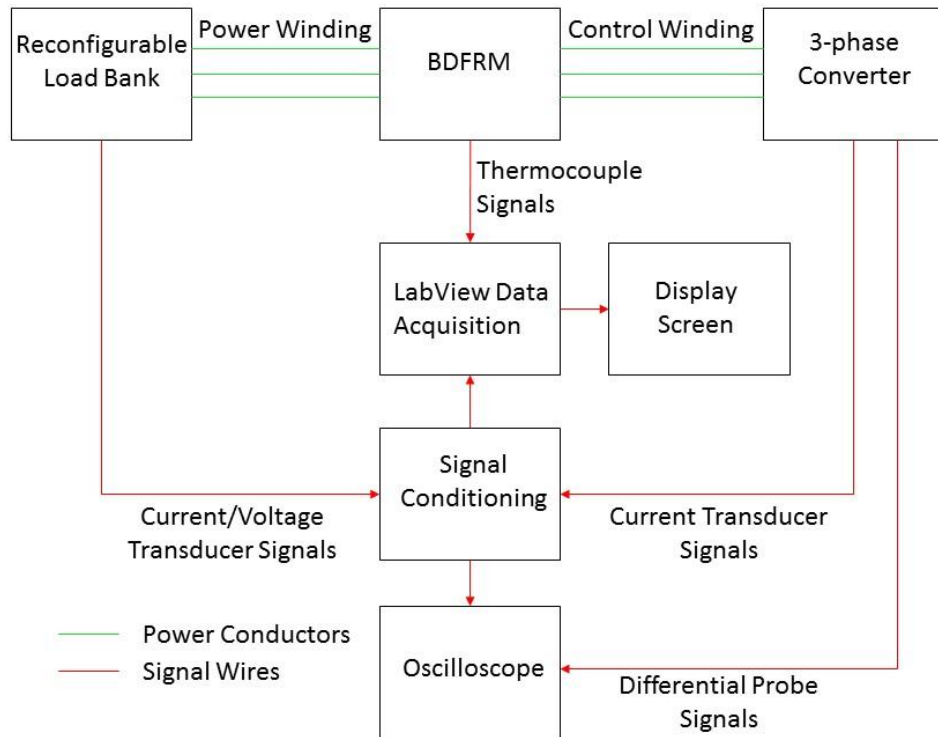 Reconfigurable
Load Bank
Power Winding
BDFRM
Control Winding
3-phase
Converter
Thermocouple
Signals
LabView Data
Acquisition
Display
Screen
Signal
Conditioning
Current/Voltage
Transducer Signals
Current Transducer
Signals
Power Conductors
Signal Wires
Oscilloscope
Differential Probe
Signals